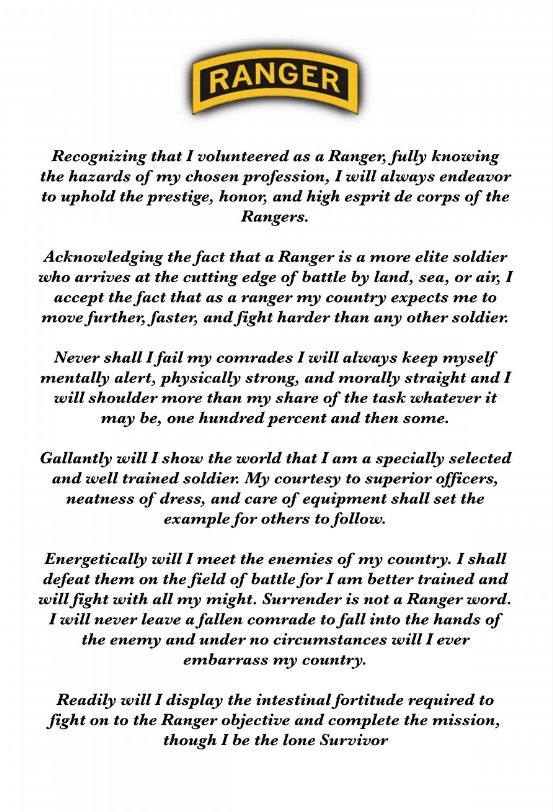 RANGER
Recognizing that I volunteered as a Ranger, fully knowing
the hazards of my chosen profession, I will always endeavor
to uphold the prestige, honor, and high esprit de corps of the
Rangers.
Acknowledging the fact that a Ranger is a more elite soldier
who arrives at the cutting edge of battle by land, sea, or air, I
accept the fact that as a ranger my country expects me to
move further, faster, and fight harder than any other soldier.
Never shall I fail my comrades I will always keep myself
mentally alert, physically strong, and morally straight and I
will shoulder more than my share of the task whatever it
may be, one hundred percent and then some.
Gallantly will I show the world that I am a specially selected
and well trained soldier. My courtesy to superior officers,
neatness of dress, and care of equipment shall set the
example for others to follow.
Energetically will I meet the enemies of my country. I shall
defeat them on the field of battle for I am better trained and
will fight with all my might. Surrender is not a Ranger word.
I will never leave a fallen comrade to fall into the hands of
the enemy and under no circumstances will I ever
embarrass my country.
Readily will I display the intestinal fortitude required to
fight on to the Ranger objective and complete the mission,
though I be the lone Survivor